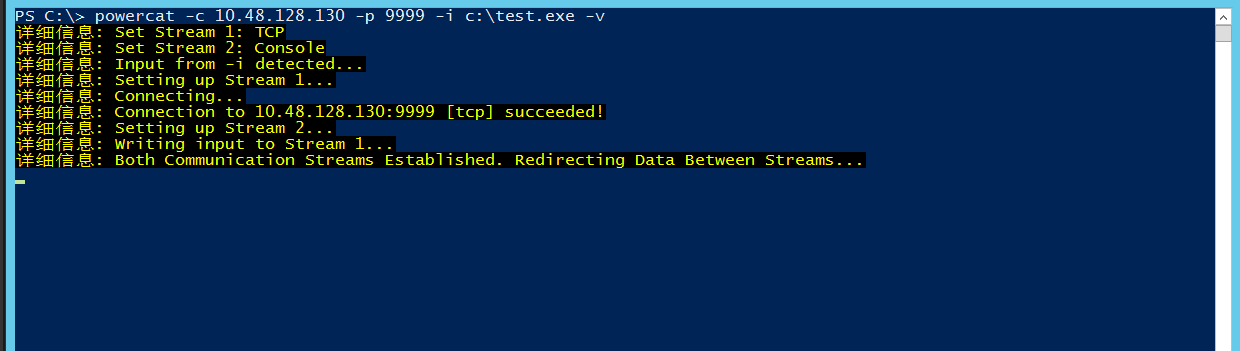 PS C:\> powercat -c 10.48.128.130 -p 9999 -i c:\test.exe -v
详细信息: Set Stream 1: TCP
详细信息: Set Stream 2: Console
详细信息: Input from -i detected...
详细信息: Setting up Stream 1...
详细信息: Connecting...
详细信息: Connection to 10.48.128.130:9999 [tcp] succeeded!
详细信息: Setting up Stream 2...
详细信息: Writing input to Stream 1...
详细信息: Both Communication Streams Established. Redirecting Data Between Streams...